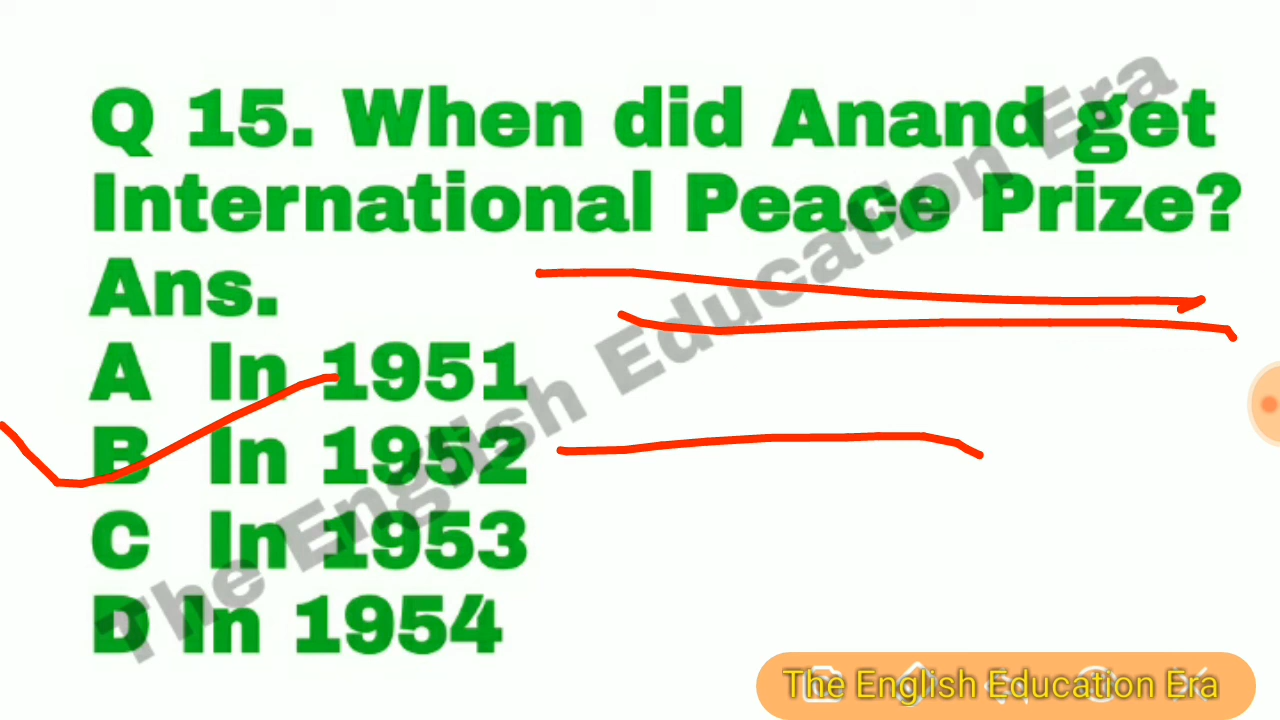 Q 15. When did Anand get
International Peace Prize?
Ans.
A In 1951
B In 1952
C In 1953
D In 1954
The English Education Era
The English Education Era